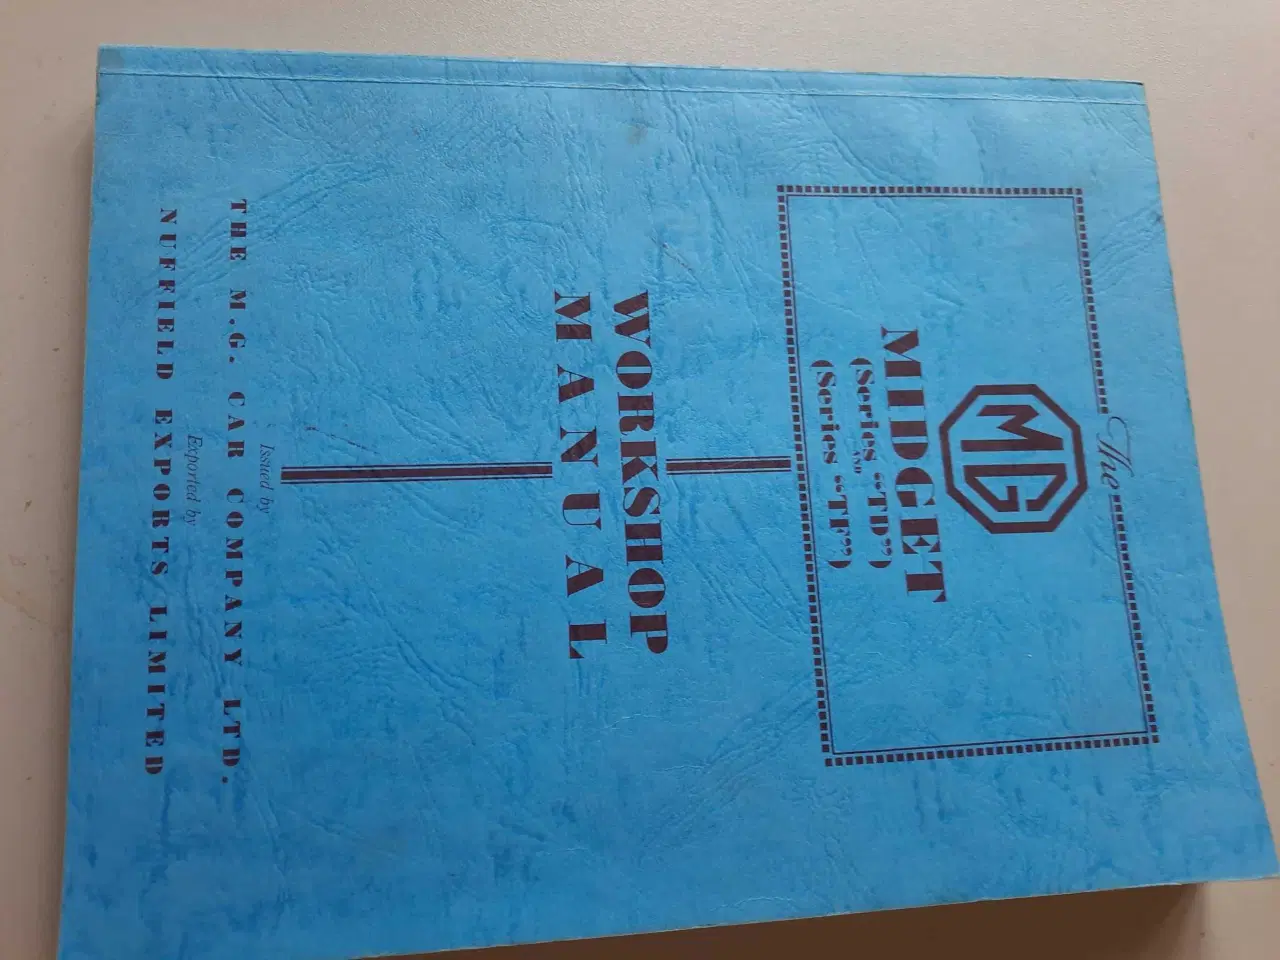 The
MG
MIDGET
(Series “TD”)
AND
(Series “TF”)
WORKSHOP
MANUAL
Issued by
THE M.G. CAR COMPANY LTD.
Exported by
NUFFIELD EXPORTS LIMITED